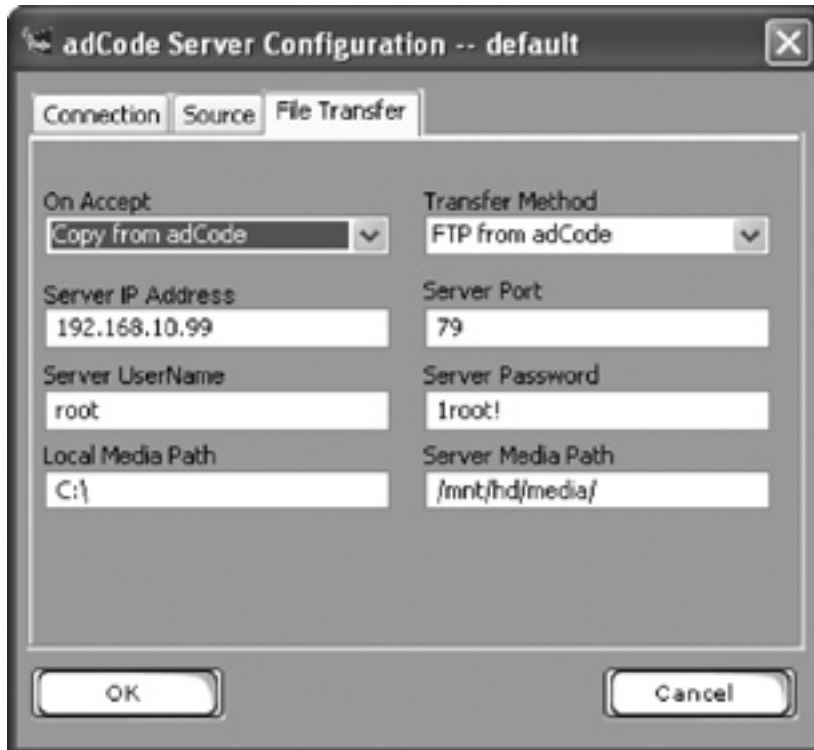 adCode Server Configuration -- default
Connection Source File Transfer
On Accept Transfer Method
Copy from adCode FTP from adCode
Server IP Address Server Port
192.168.10.99 79
Server UserName Server Password
root 1root!
Local Media Path Server Media Path
C:\ /mnt/hd/media/
OK Cancel